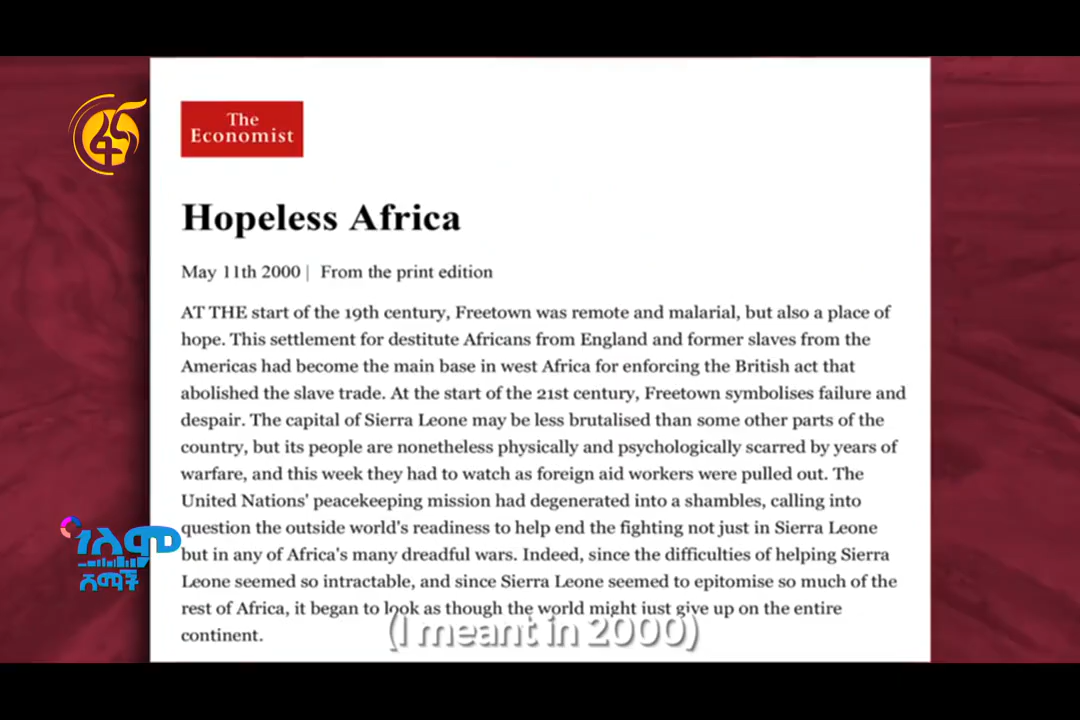 ፋና
The
Economist
Hopeless Africa
May 11th 2000 | From the print edition
AT THE start of the 19th century, Freetown was remote and malarial, but also a place of
hope. This settlement for destitute Africans from England and former slaves from the
Americas had become the main base in west Africa for enforcing the British act that
abolished the slave trade. At the start of the 21st century, Freetown symbolises failure and
despair. The capital of Sierra Leone may be less brutalised than some other parts of the
country, but its people are nonetheless physically and psychologically scarred by years of
warfare, and this week they had to watch as foreign aid workers were pulled out. The
United Nations' peacekeeping mission had degenerated into a shambles, calling into
question the outside world's readiness to help end the fighting not just in Sierra Leone
but in any of Africa's many dreadful wars. Indeed, since the difficulties of helping Sierra
Leone seemed so intractable, and since Sierra Leone seemed to epitomise so much of the
rest of Africa, it began to look as though the world might just give up on the entire
continent.
(I meant in 2000)
ኀሠሥ